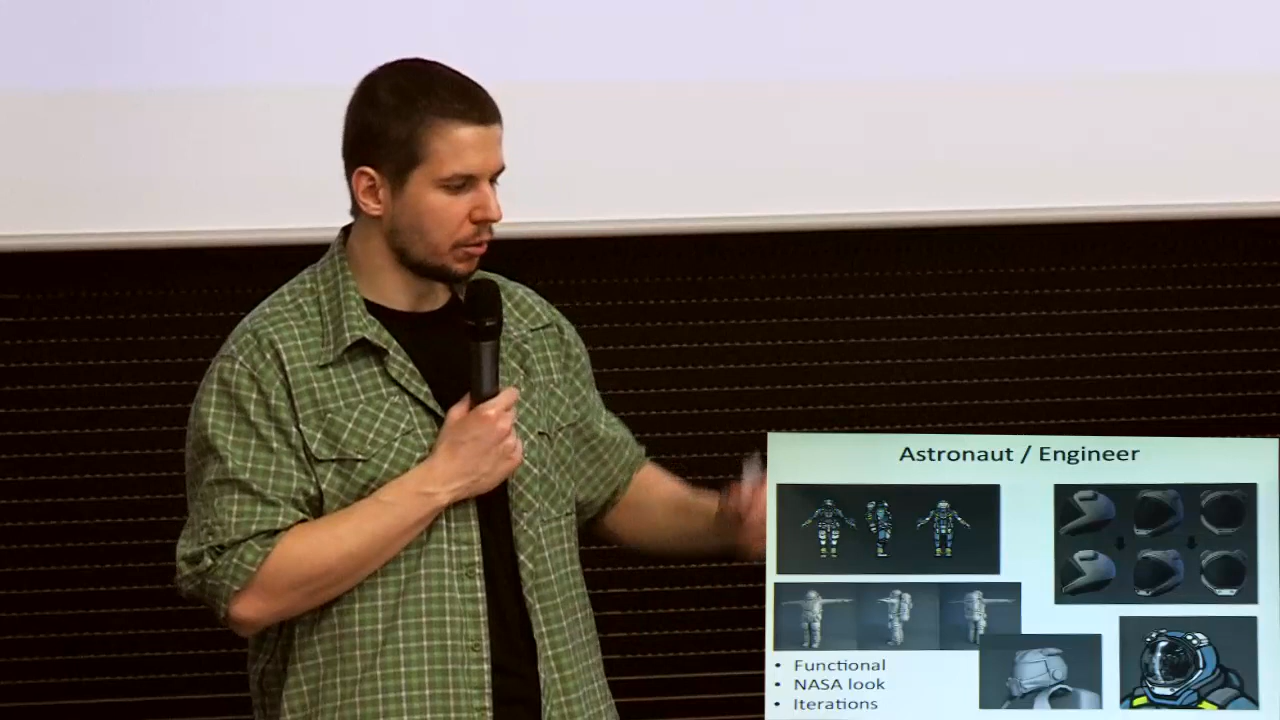 Astronaut / Engineer
• Functional
• NASA look
• Iterations